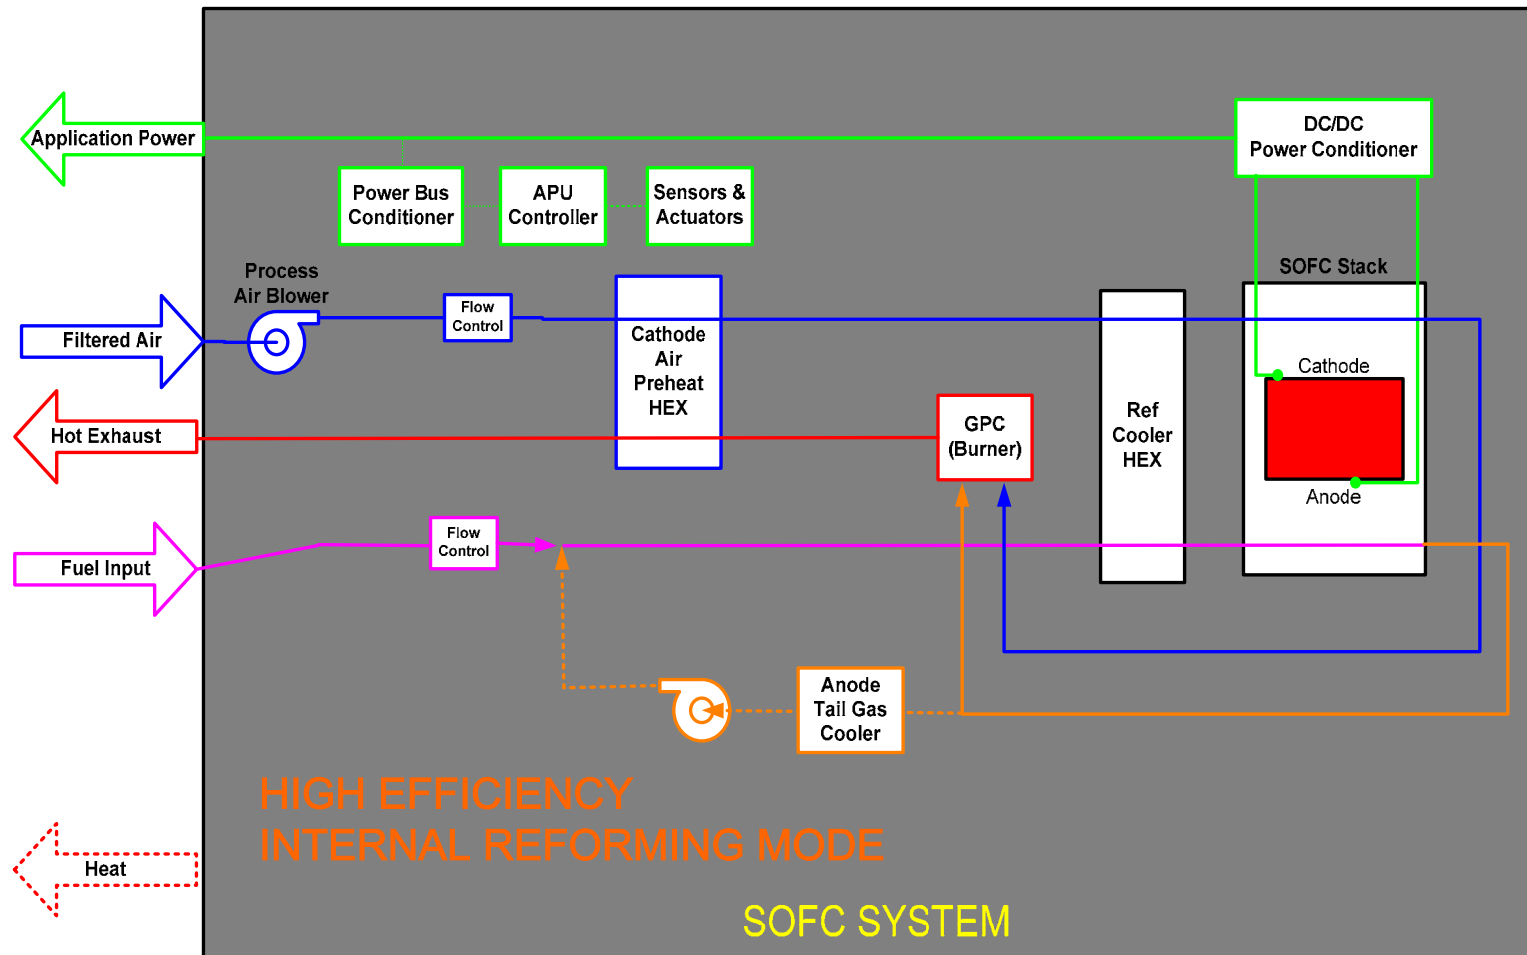 DC/DC
Power Conditioner
Application Power
Power Bus
Conditioner
APU
Controller
Sensors &
Actuators
SOFC Stack
Process
Air Blower
Flow
Control
Filtered Air
Cathode
Air
Preheat
HEX
Cathode
Hot Exhaust
GPC
(Burner)
Ref
Cooler
HEX
Anode
Flow
Control
Fuel Input
Anode
Tail Gas
Cooler
HIGH EFFICIENCY
INTERNAL REFORMING MODE
Heat
SOFC SYSTEM